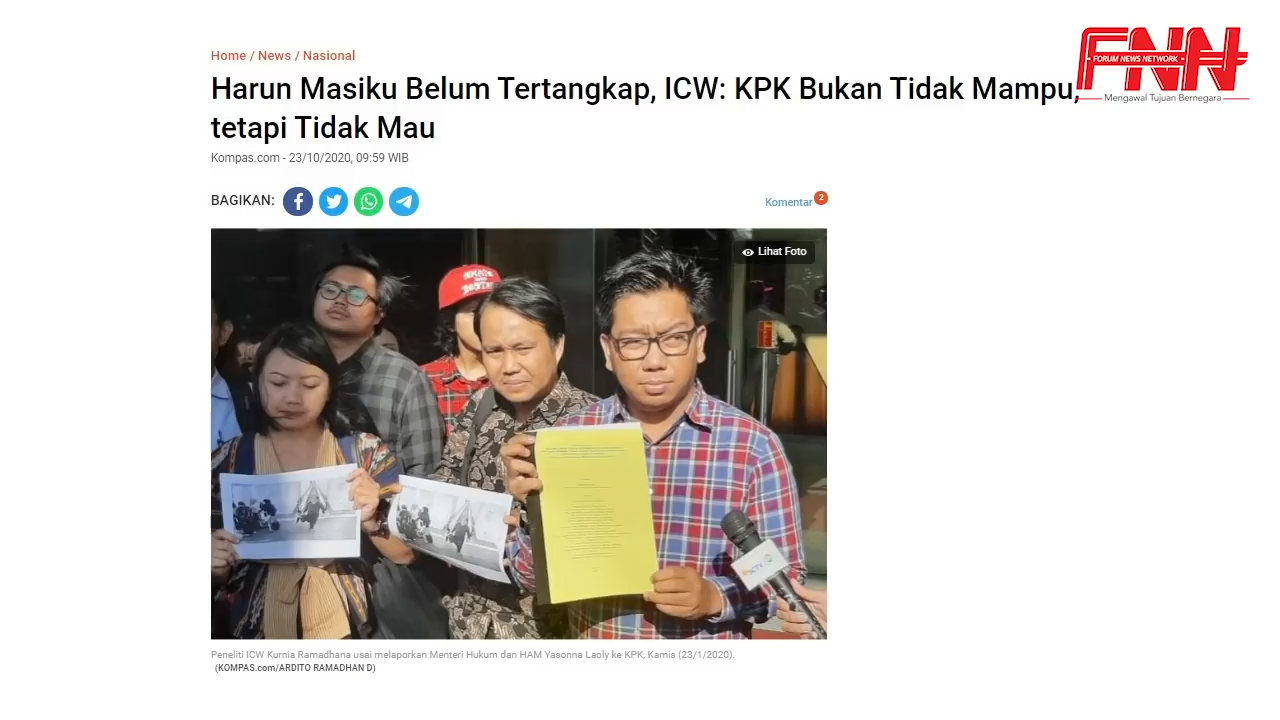 Home / News / Nasional
Harun Masiku Belum Tertangkap, ICW: KPK Bukan Tidak Mampu,
tetapi Tidak Mau
Kompas.com - 23/10/2020, 09:59 WIB
FNN
FORUM NEWS NETWORK
Mengawal Tujuan Bernegara
BAGIKAN:
Komentar 2
Lihat Foto
SCTV
Peneliti ICW Kurnia Ramadhana usai melaporkan Menteri Hukum dan HAM Yasonna Laoly ke KPK, Kamis (23/1/2020).
(KOMPAS.com/ARDITO RAMADHAN D)